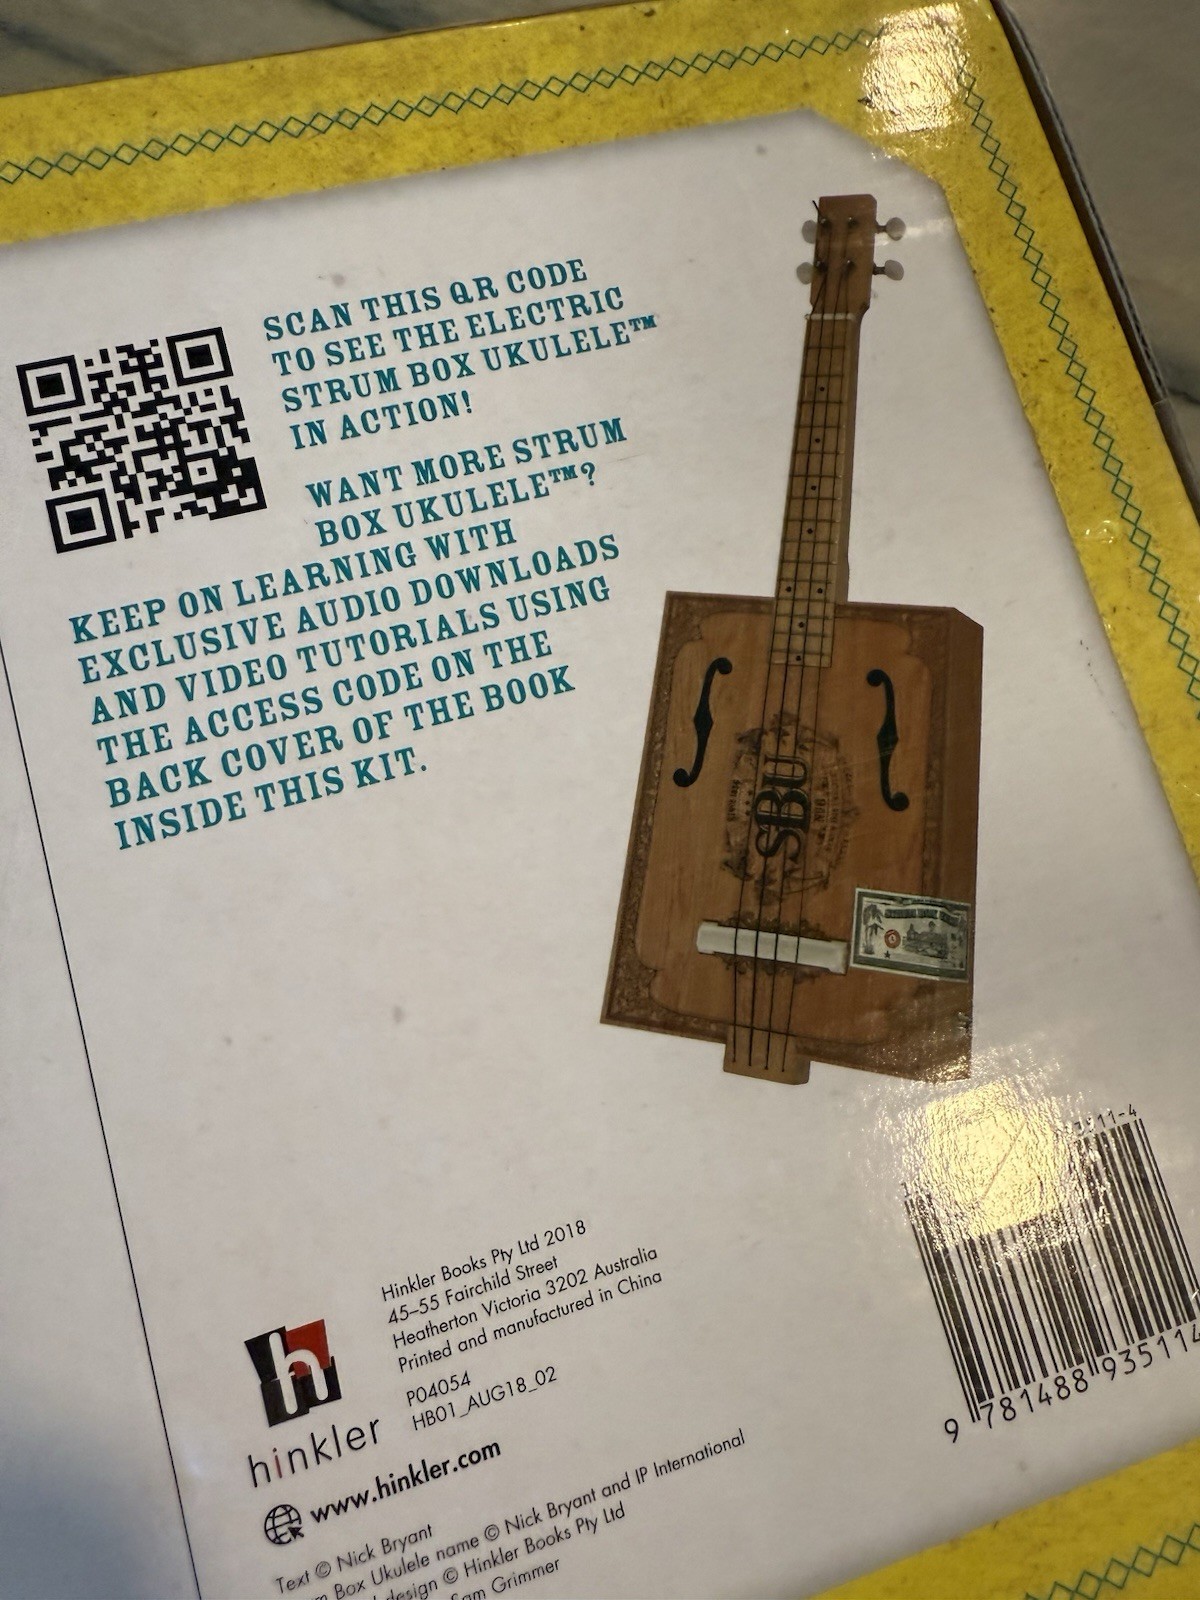 SCAN THIS QR CODE
TO SEE THE ELECTRIC
STRUM BOX UKULELE™
IN ACTION!
WANT MORE STRUM
BOX UKULELE™?
KEEP ON LEARNING WITH
EXCLUSIVE AUDIO DOWNLOADS
AND VIDEO TUTORIALS USING
THE ACCESS CODE ON THE
BACK COVER OF THE BOOK
INSIDE THIS KIT.
SBU
Hinkler Books Pty Ltd 2018
45–55 Fairchild Street
Heatherton Victoria 3202 Australia
Printed and manufactured in China
P04054
HB01_AUG18_02
h
hinkler
www.hinkler.com
Text © Nick Bryant
Box Ukulele name © Nick Bryant and IP International
design © Hinkler Books Pty Ltd
Sam Grimmer
11-4
9 781488 935114